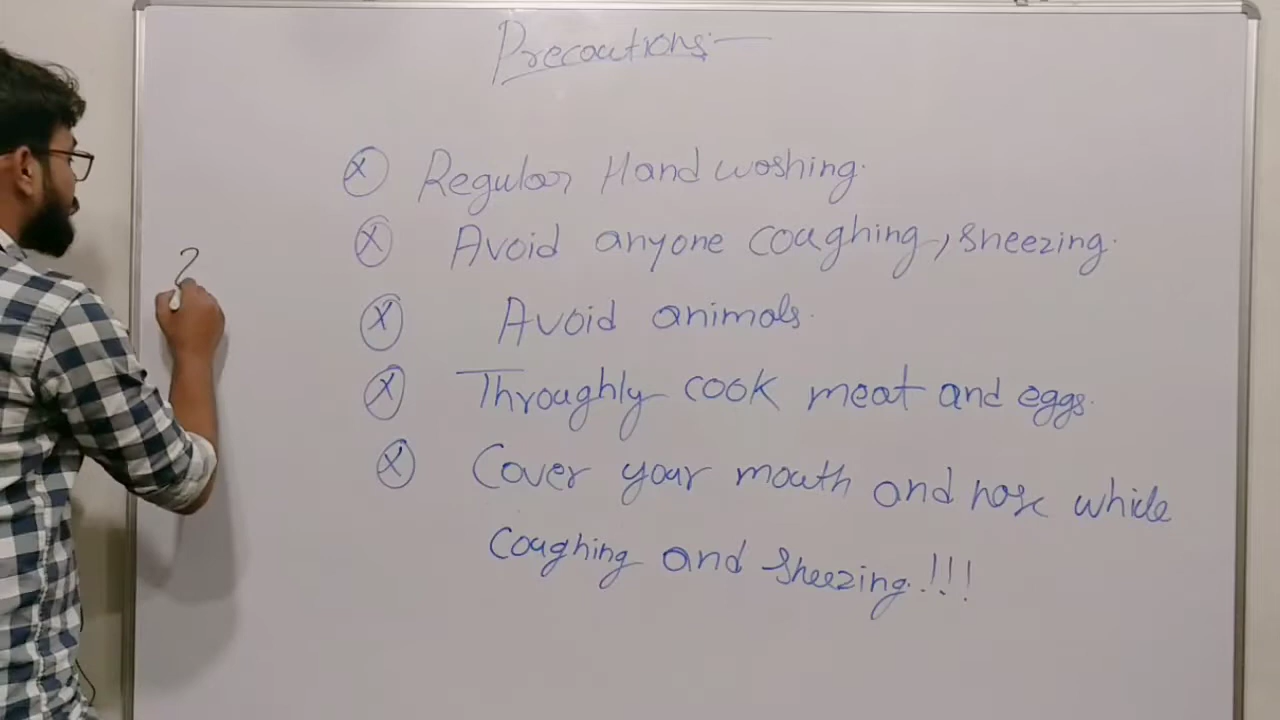 Precautions:—
Ⓧ Regular Hand washing.
Ⓧ Avoid anyone coughing, sneezing.
Ⓧ Avoid animals.
Ⓧ Throughly cook meat and eggs.
Ⓧ Cover your mouth and nose while
coughing and sneezing.!!!
?